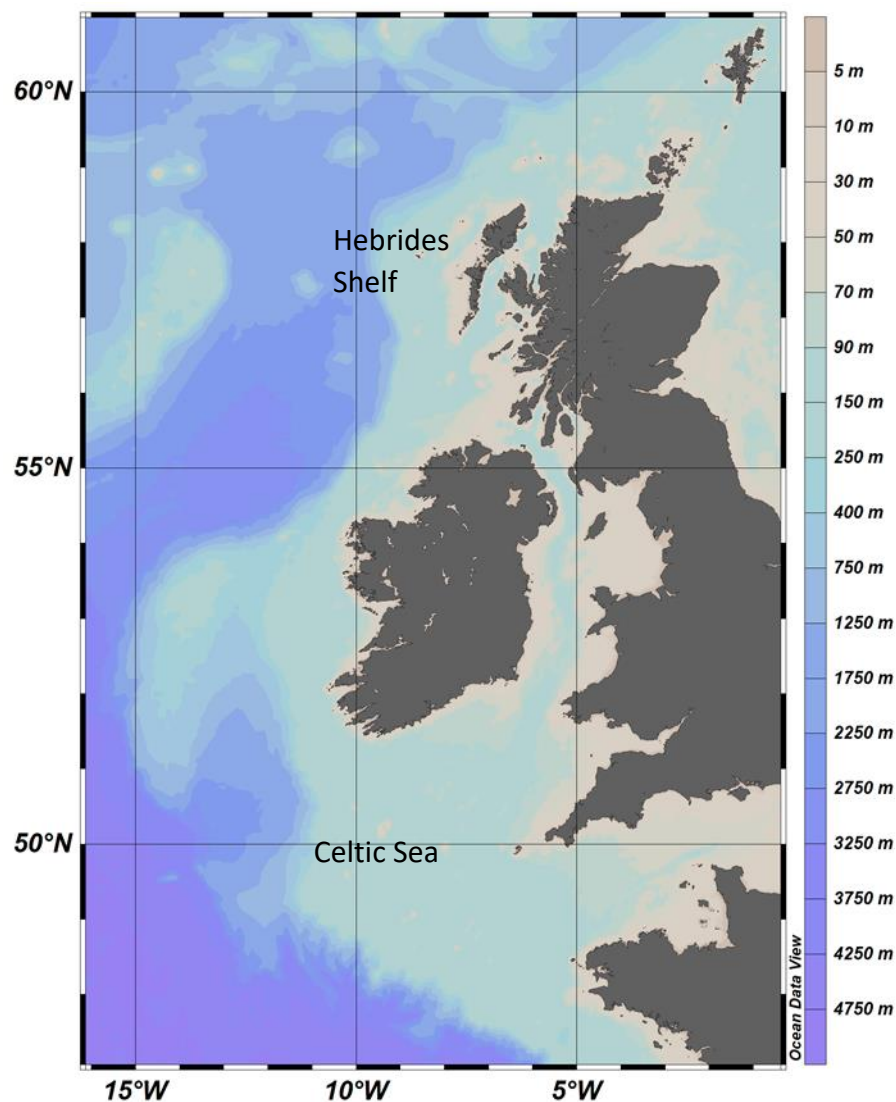 60°N
55°N
50°N
15°W
10°W
5°W
Hebrides
Shelf
Celtic Sea
5 m
10 m
30 m
50 m
70 m
90 m
150 m
250 m
400 m
750 m
1250 m
1750 m
2250 m
2750 m
3250 m
3750 m
4250 m
4750 m
Ocean Data View